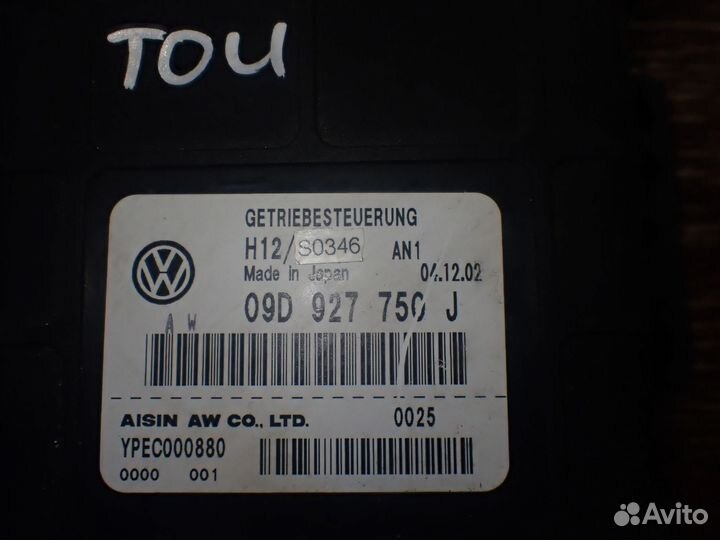 TOU
GETRIEBESTEUERUNG
H12/S0346 AN1
Made in Japan 04.12.02
09D 927 750 J
A W
AISIN AW CO., LTD. 0025
YPEC000880
0000 001
Avito